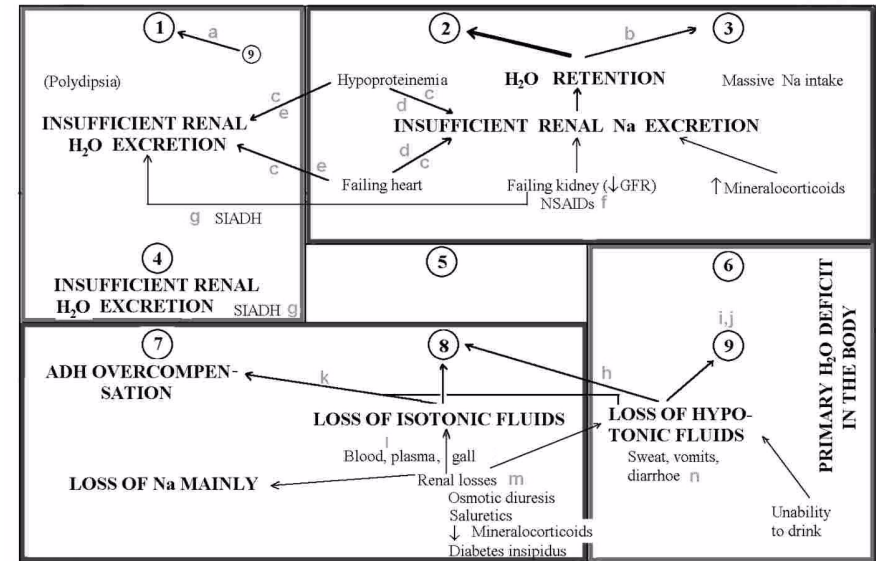 1
a
9
2
b
3
(Polydipsia)
Hypoproteinemia
H₂O RETENTION
Massive Na intake
c
e
d
c
INSUFFICIENT RENAL
H₂O EXCRETION
INSUFFICIENT RENAL Na EXCRETION
c
e
d
c
Failing heart
Failing kidney (↓GFR)
NSAIDs f
↑ Mineralocorticoids
g SIADH
4
INSUFFICIENT RENAL
H₂O EXCRETION SIADH g
5
6
PRIMARY H₂O DEFICIT
IN THE BODY
i,j
7
8
9
ADH OVERCOMPEN-
SATION
k
h
LOSS OF ISOTONIC FLUIDS
LOSS OF HYPO-
TONIC FLUIDS
l
Blood, plasma, gall
Sweat, vomits,
diarrhoe n
LOSS OF Na MAINLY
Renal losses m
Osmotic diuresis
Saluretics
↓ Mineralocorticoids
Diabetes insipidus
Unability
to drink